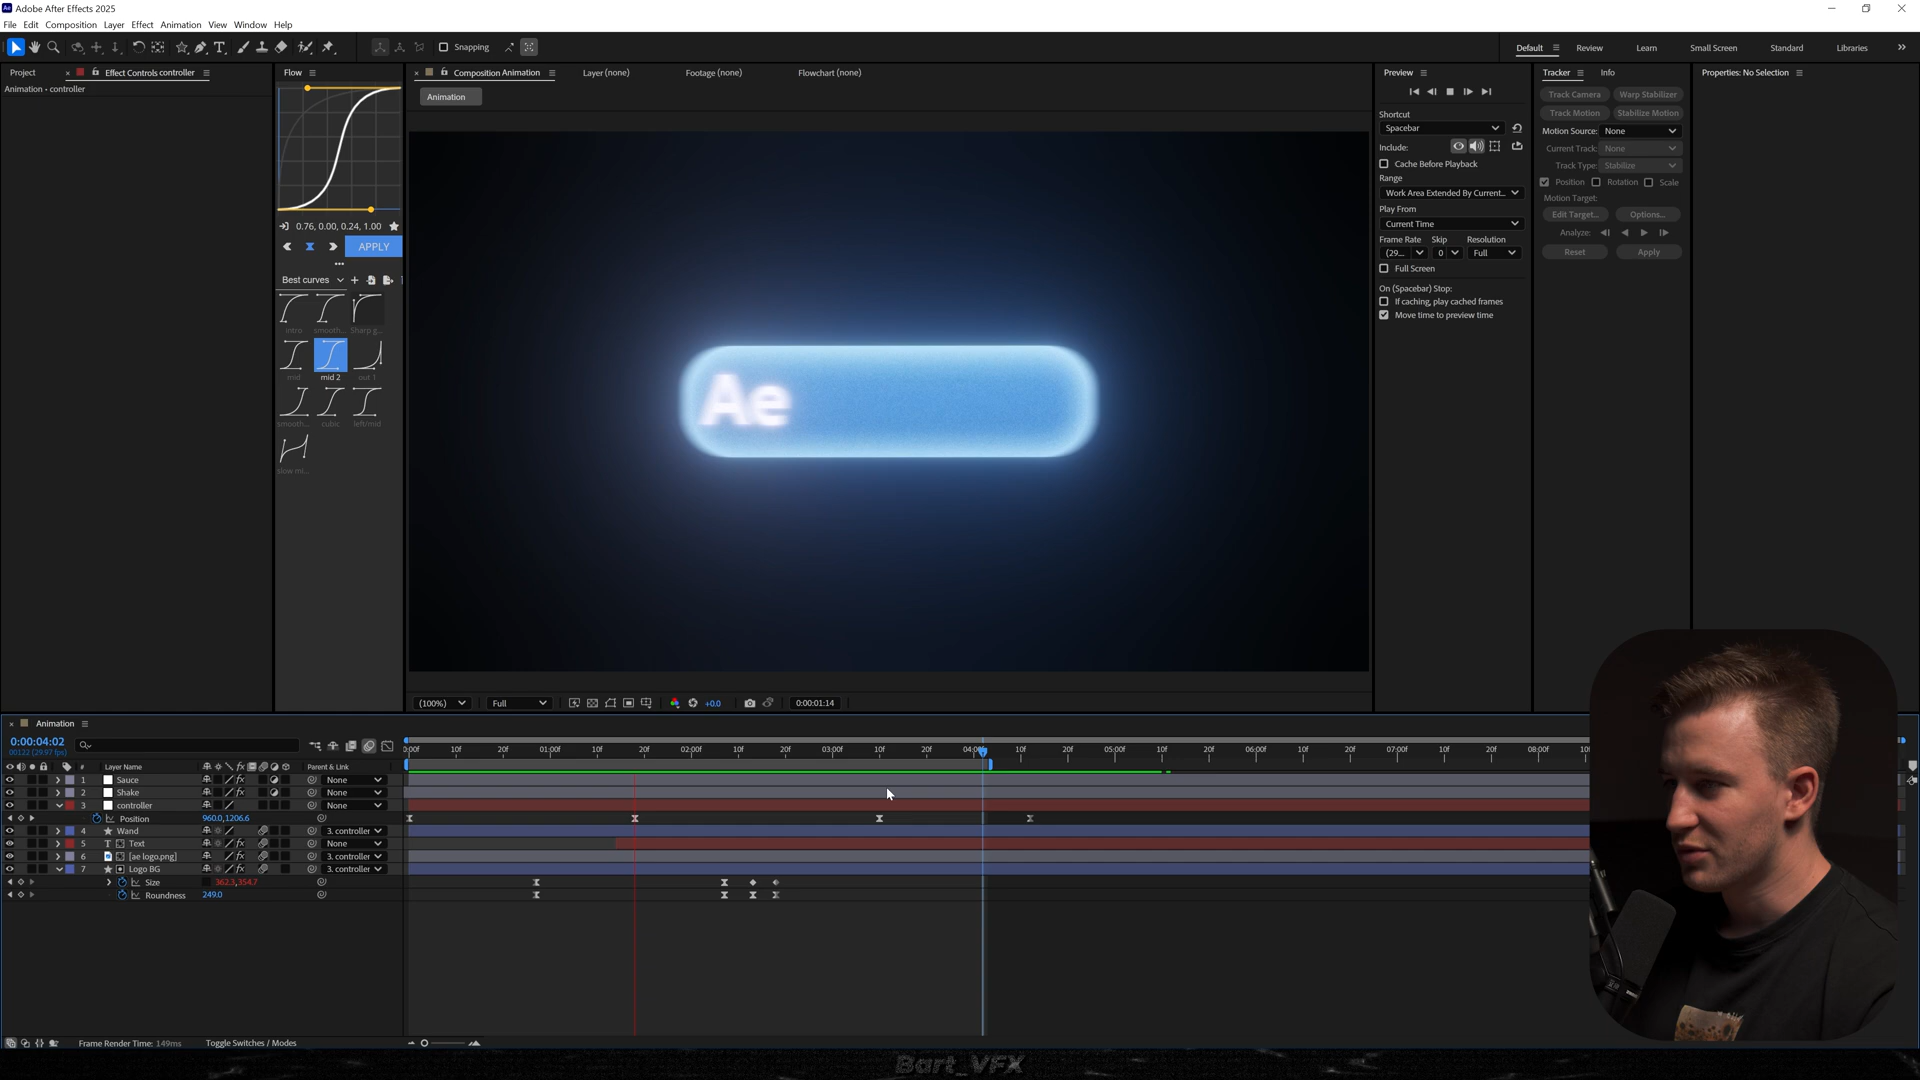 Adobe After Effects 2025
File Edit Composition Layer Effect Animation View Window Help
Snapping
Default Review Learn Small Screen Standard Libraries
Project Effect Controls controller
Animation • controller
Flow
0.76, 0.00, 0.24, 1.00
APPLY
Best curves
intro smooth... Sharp g...
mid mid 2 out 1
smooth... cubic left/mid
slow mi...
Composition Animation Layer (none) Footage (none) Flowchart (none)
Animation
Ae
(100%) Full +0.0 0:00:01:14
Preview
Shortcut
Spacebar
Include:
Cache Before Playback
Range
Work Area Extended By Current...
Play From
Current Time
Frame Rate Skip Resolution
(29... 0 Full
Full Screen
On (Spacebar) Stop:
If caching, play cached frames
Move time to preview time
Tracker Info
Track Camera Warp Stabilizer
Track Motion Stabilize Motion
Motion Source: None
Current Track: None
Track Type: Stabilize
Position Rotation Scale
Motion Target:
Edit Target... Options...
Analyze:
Reset Apply
Properties: No Selection
Animation
0:00:04:02
00122 (29.97 fps)
# Layer Name Parent & Link
1 Sauce None
2 Shake None
3 controller None
Position 960.0,1206.6
4 Wand 3. controller
5 Text None
6 [ae logo.png] 3. controller
7 Logo BG 3. controller
Size 362.3,354.7
Roundness 249.0
:00f 10f 20f 01:00f 10f 20f 02:00f 10f 20f 03:00f 10f 20f 04:00f 10f 20f 05:00f 10f 20f 06:00f 10f 20f 07:00f 10f 20f 08:00f
Frame Render Time: 149ms Toggle Switches / Modes
Bart_VFX